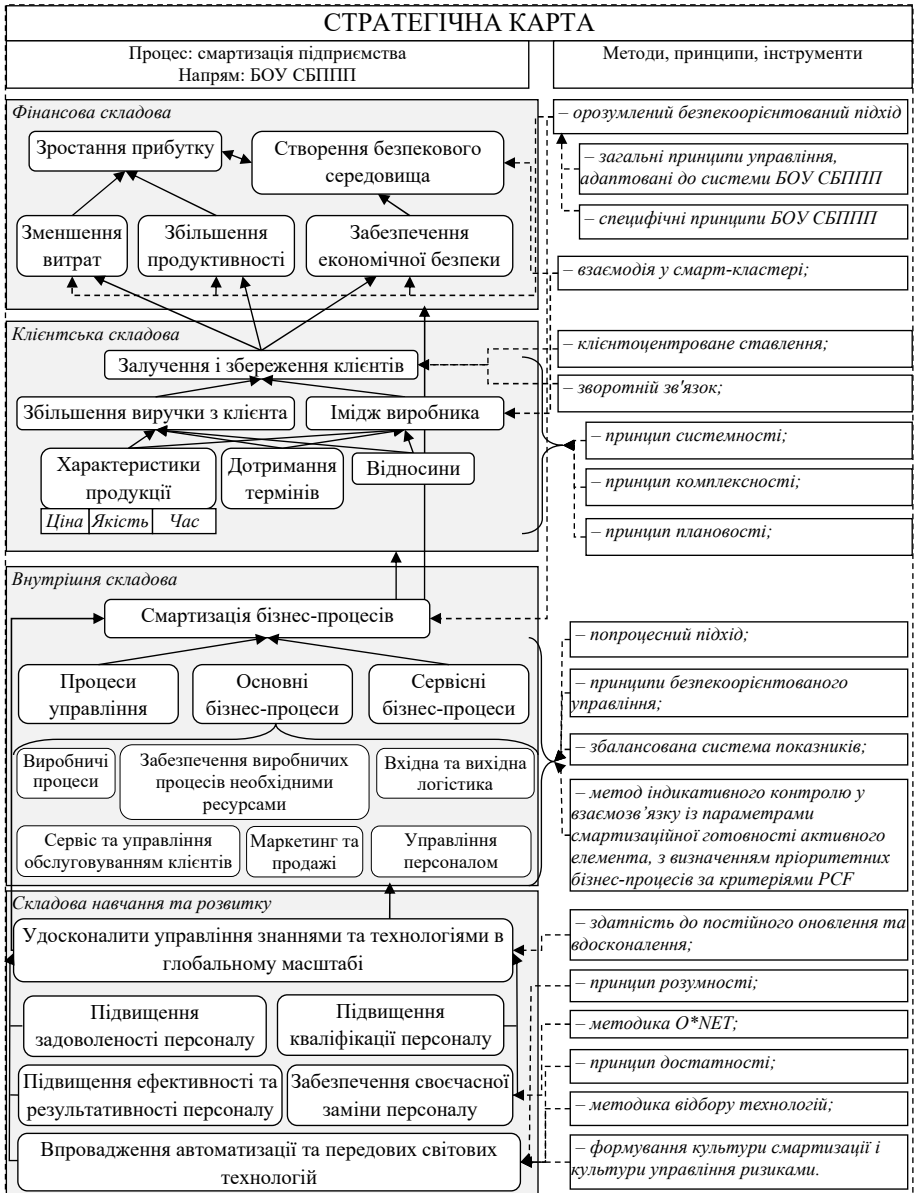 СТРАТЕГІЧНА КАРТА
Процес: смартизація підприємства
Напрям: БОУ СБППП
Методи, принципи, інструменти
Фінансова складова
Зростання прибутку
Створення безпекового
середовища
Зменшення
витрат
Збільшення
продуктивності
Забезпечення
економічної безпеки
Клієнтська складова
Залучення і збереження клієнтів
Збільшення виручки з клієнта
Імідж виробника
Характеристики
продукції
Дотримання
термінів
Відносини
Ціна
Якість
Час
Внутрішня складова
Смартизація бізнес-процесів
Процеси
управління
Основні
бізнес-процеси
Сервісні
бізнес-процеси
Виробничі
процеси
Забезпечення виробничих
процесів необхідними
ресурсами
Вхідна та вихідна
логістика
Сервіс та управління
обслуговуванням клієнтів
Маркетинг та
продажі
Управління
персоналом
Складова навчання та розвитку
Удосконалити управління знаннями та технологіями в
глобальному масштабі
Підвищення
задоволеності персоналу
Підвищення
кваліфікації персоналу
Підвищення ефективності та
результативності персоналу
Забезпечення своєчасної
заміни персоналу
Впровадження автоматизації та передових світових
технологій
– орозумлений безпекоорієнтований підхід
– загальні принципи управління,
адаптовані до системи БОУ СБППП
– специфічні принципи БОУ СБППП
– взаємодія у смарт-кластері;
– клієнтоцентроване ставлення;
– зворотній зв'язок;
– принцип системності;
– принцип комплексності;
– принцип плановості;
– попроцесний підхід;
– принципи безпекоорієнтованого
управління;
– збалансована система показників;
– метод індикативного контролю у
взаємозв’язку із параметрами
смартизаційної готовності активного
елемента, з визначенням пріоритетних
бізнес-процесів за критеріями PCF
– здатність до постійного оновлення та
вдосконалення;
– принцип розумності;
– методика O*NET;
– принцип достатності;
– методика відбору технологій;
– формування культури смартизації і
культури управління ризиками.